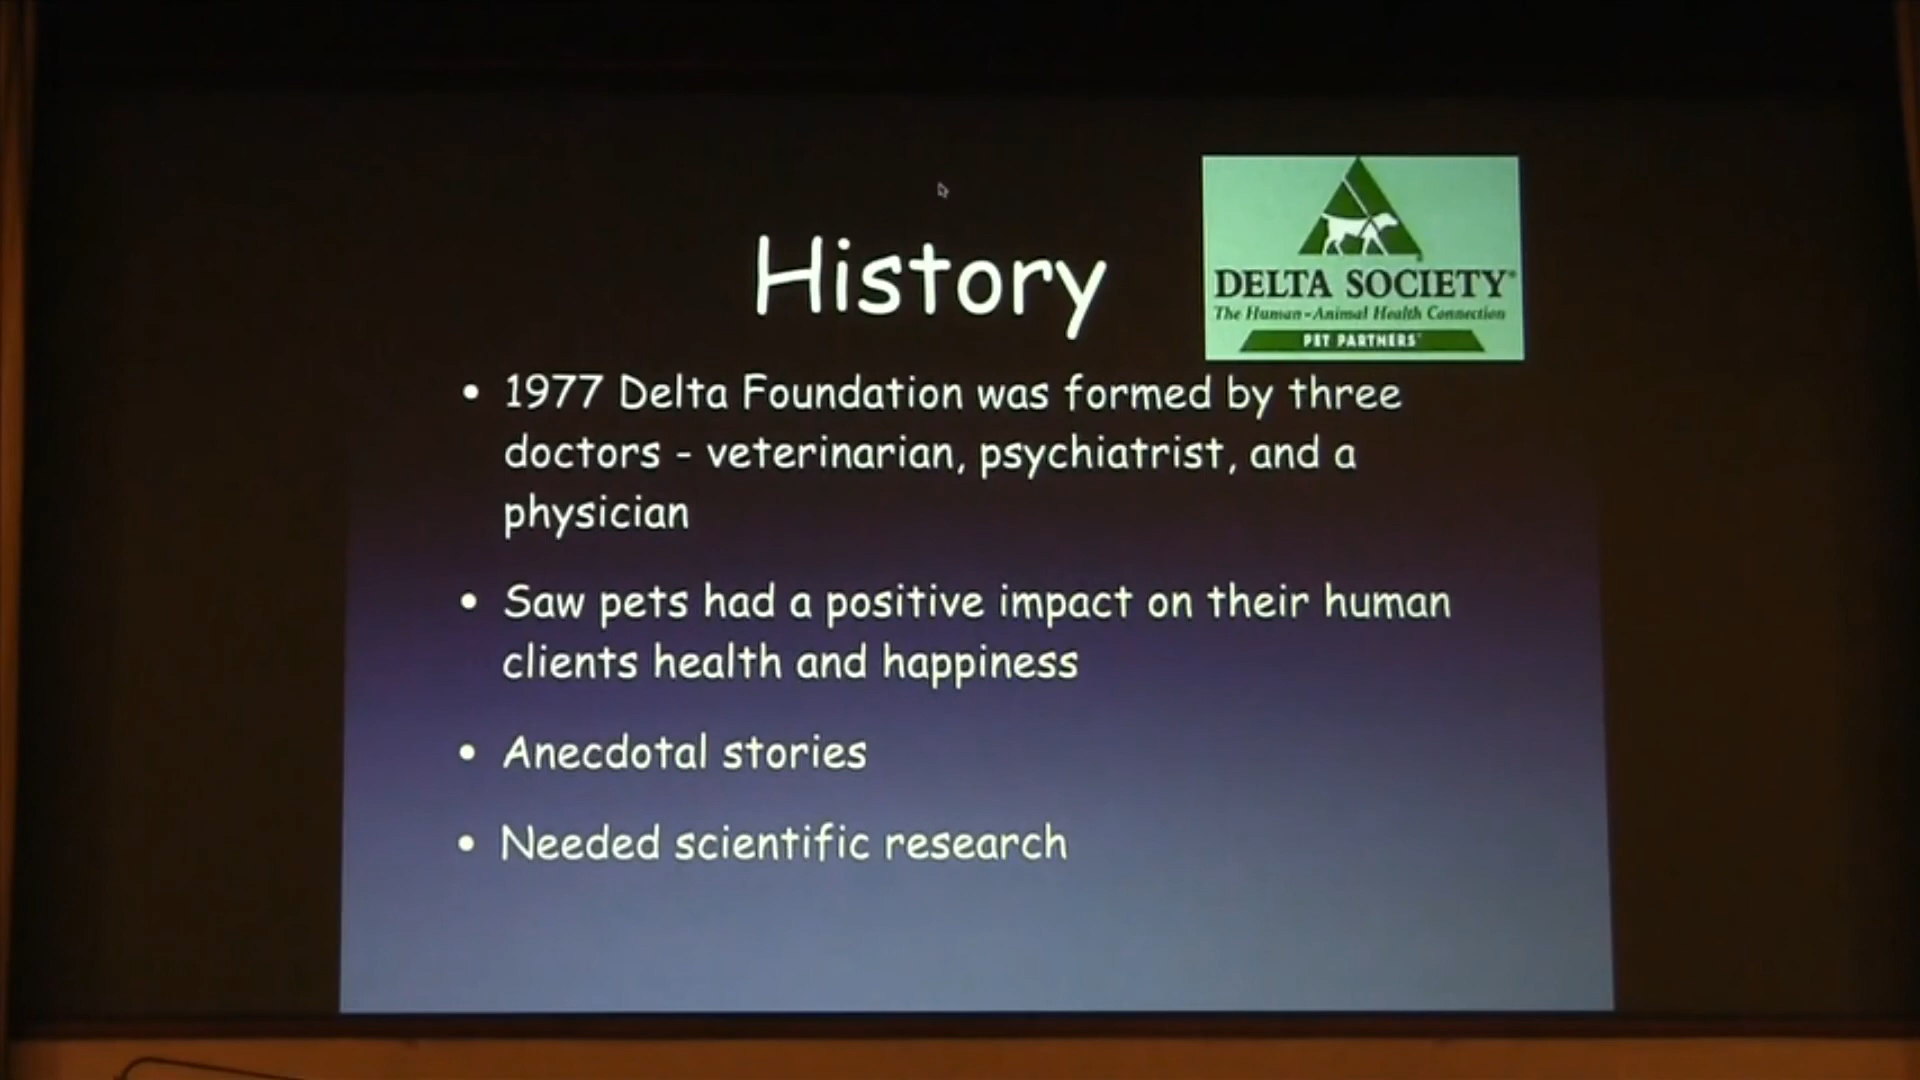 History
DELTA SOCIETY®
The Human-Animal Health Connection
PET PARTNERS
• 1977 Delta Foundation was formed by three
doctors - veterinarian, psychiatrist, and a
physician
• Saw pets had a positive impact on their human
clients health and happiness
• Anecdotal stories
• Needed scientific research